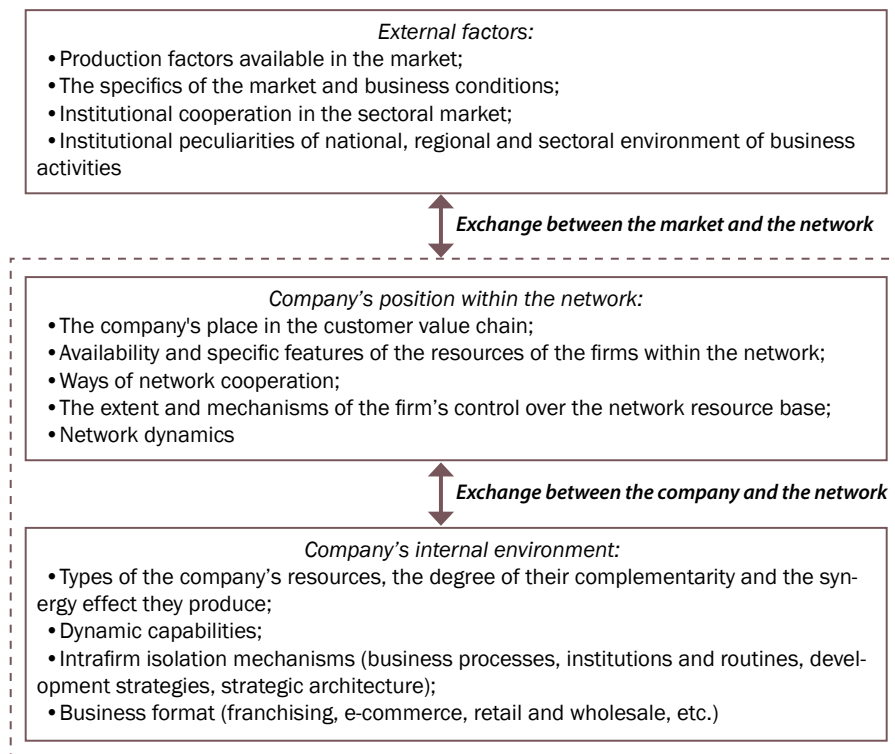 External factors:
• Production factors available in the market;
• The specifics of the market and business conditions;
• Institutional cooperation in the sectoral market;
• Institutional peculiarities of national, regional and sectoral environment of business
activities
Exchange between the market and the network
Company’s position within the network:
• The company's place in the customer value chain;
• Availability and specific features of the resources of the firms within the network;
• Ways of network cooperation;
• The extent and mechanisms of the firm’s control over the network resource base;
• Network dynamics
Exchange between the company and the network
Company’s internal environment:
• Types of the company’s resources, the degree of their complementarity and the syn-
ergy effect they produce;
• Dynamic capabilities;
• Intrafirm isolation mechanisms (business processes, institutions and routines, devel-
opment strategies, strategic architecture);
• Business format (franchising, e-commerce, retail and wholesale, etc.)